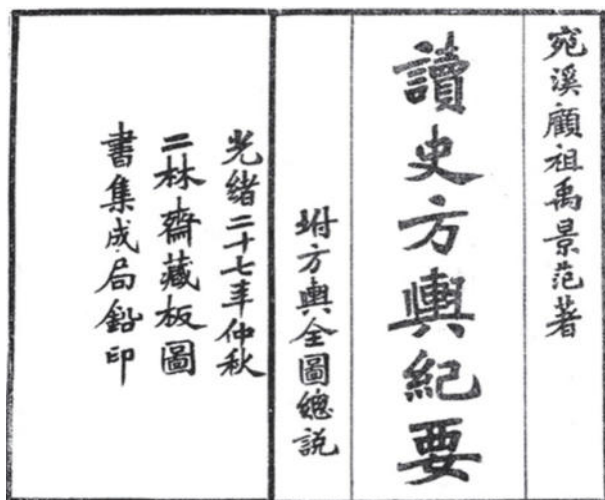 宛溪顧祖禹景范著
讀史方輿紀要
坿方輿全圖總説
光緒二十七年仲秋
二林齋藏板圖
書集成局鉛印